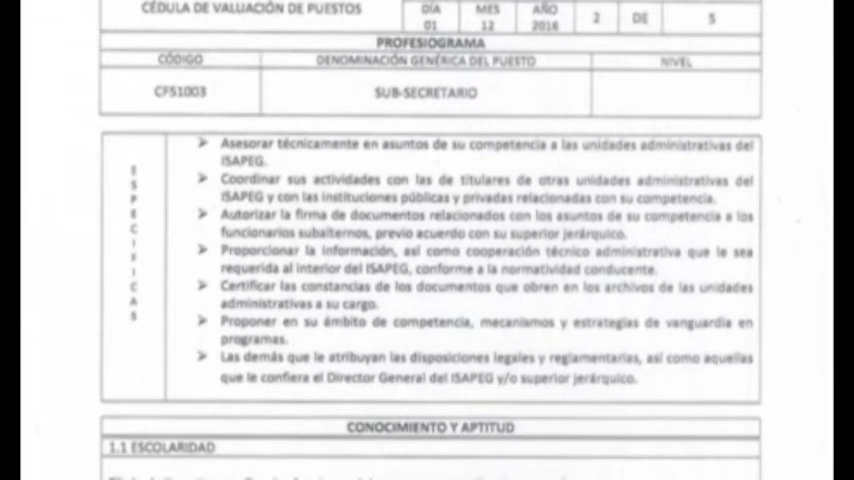 CÉDULA DE VALUACIÓN DE PUESTOS
DÍA MES AÑO
01 12 2016 2 DE 5
PROFESIOGRAMA
CÓDIGO DENOMINACIÓN GENÉRICA DEL PUESTO NIVEL
CF51003 SUB-SECRETARIO
ESPECIFICAS
➢ Asesorar técnicamente en asuntos de su competencia a las unidades administrativas del
ISAPEG.
➢ Coordinar sus actividades con las de titulares de otras unidades administrativas del
ISAPEG y con las instituciones públicas y privadas relacionadas con su competencia.
➢ Autorizar la firma de documentos relacionados con los asuntos de su competencia a los
funcionarios subalternos, previo acuerdo con su superior jerárquico.
➢ Proporcionar la información, así como cooperación técnico administrativa que le sea
requerida al interior del ISAPEG, conforme a la normatividad conducente.
➢ Certificar las constancias de los documentos que obren en los archivos de las unidades
administrativas a su cargo.
➢ Proponer en su ámbito de competencia, mecanismos y estrategias de vanguardia en
programas.
➢ Las demás que le atribuyan las disposiciones legales y reglamentarias, así como aquellas
que le confiera el Director General del ISAPEG y/o superior jerárquico.
CONOCIMIENTO Y APTITUD
1.1 ESCOLARIDAD